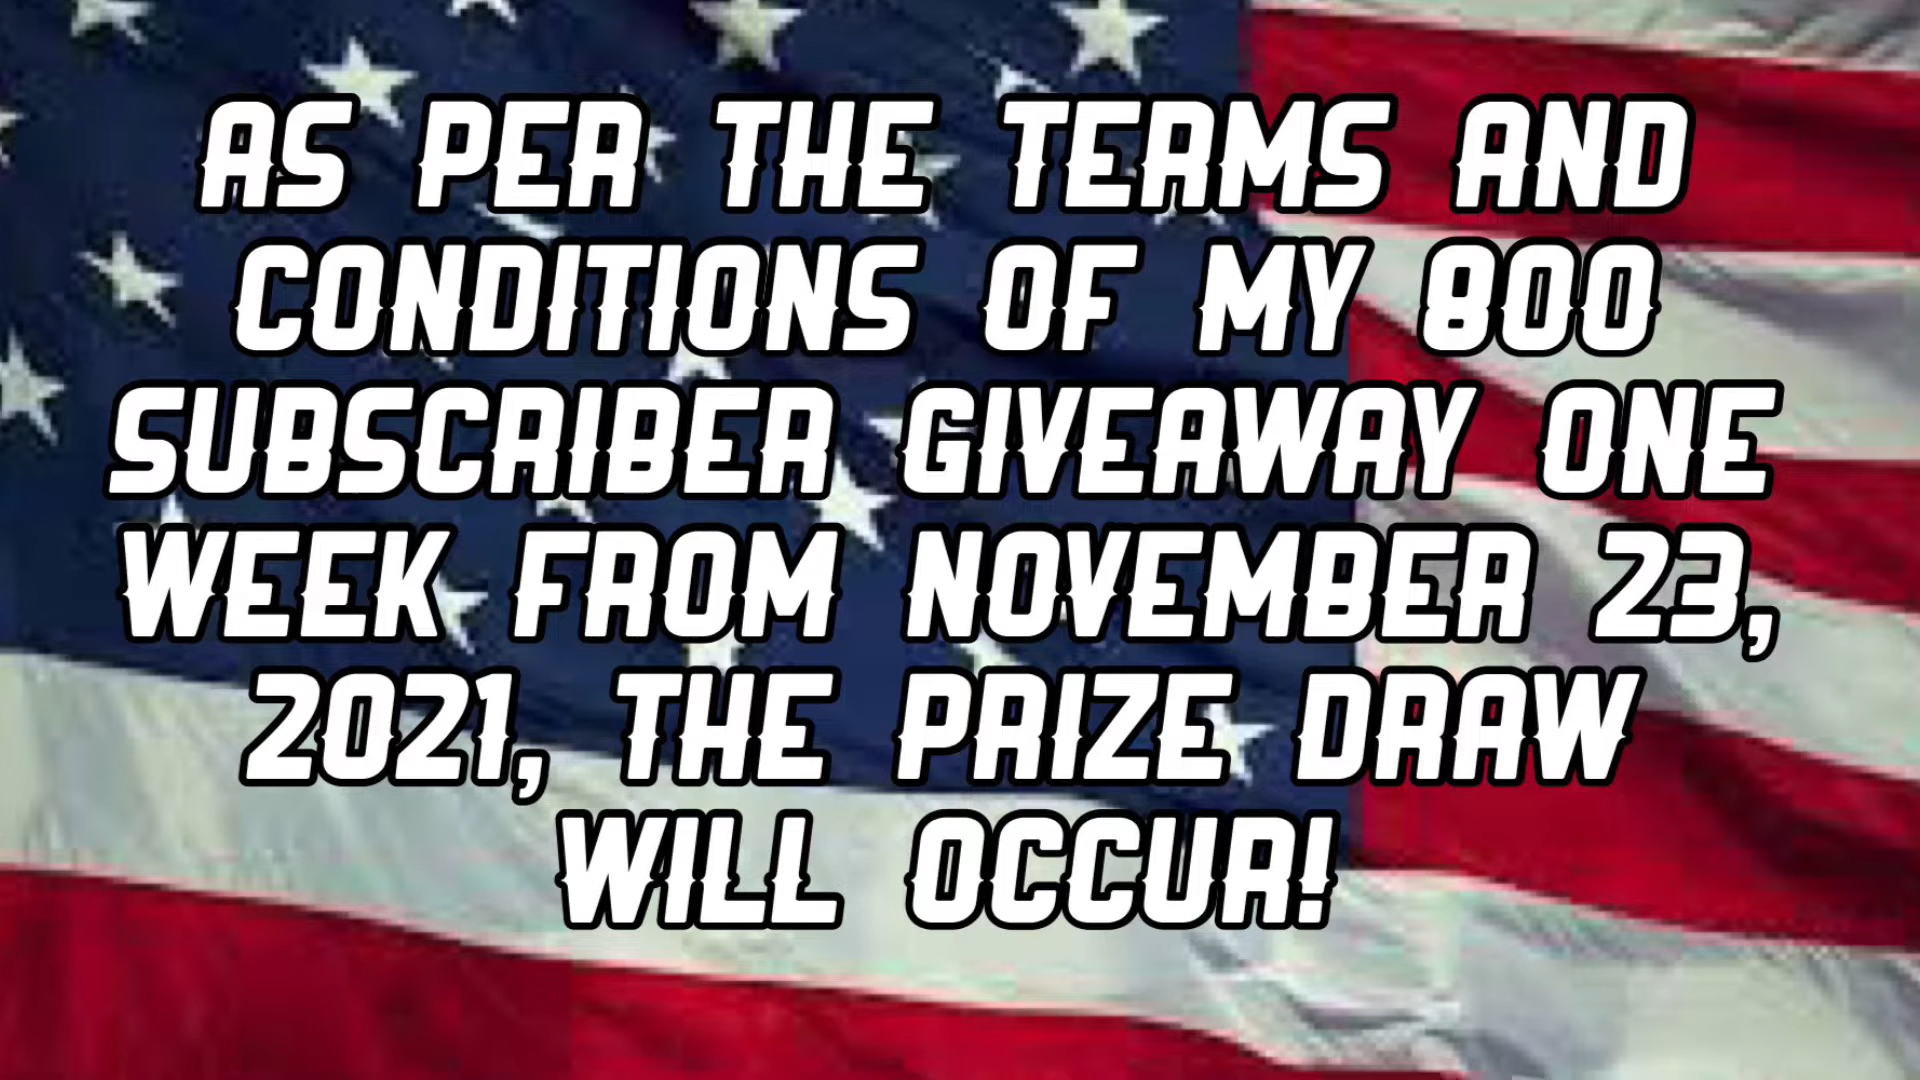 AS PER THE TERMS AND
CONDITIONS OF MY 800
SUBSCRIBER GIVEAWAY ONE
WEEK FROM NOVEMBER 23,
2021, THE PRIZE DRAW
WILL OCCUR!